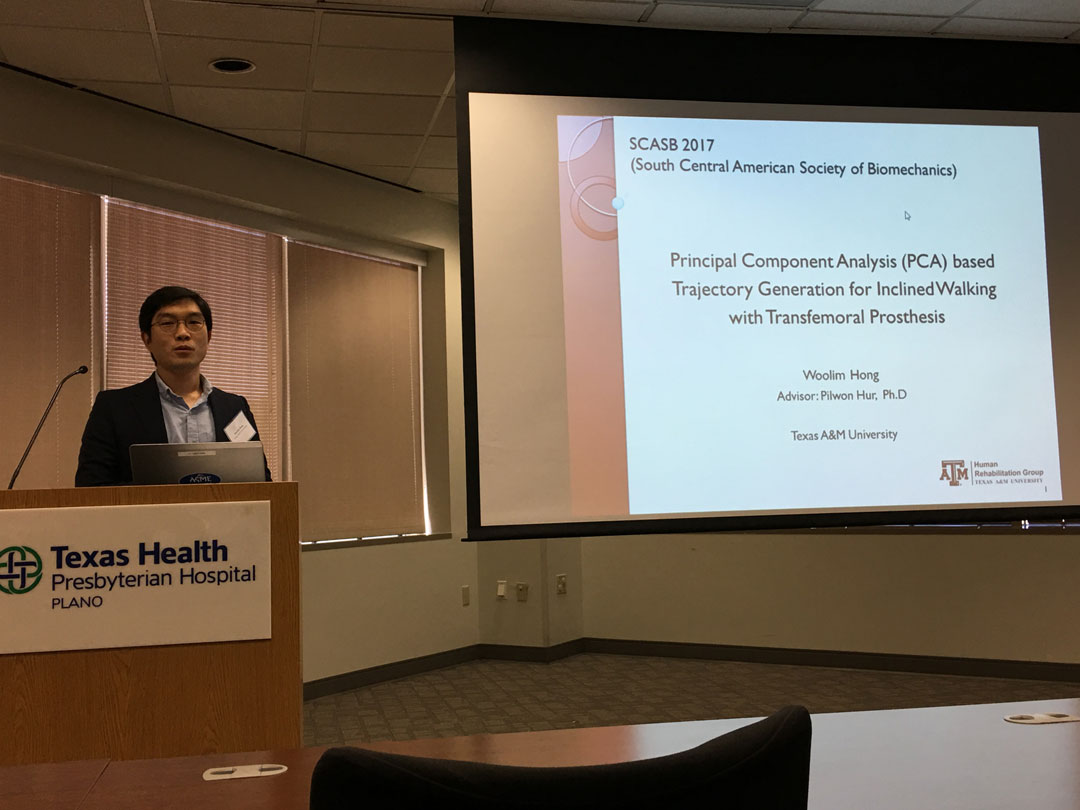 SCASB 2017
(South Central American Society of Biomechanics)
Principal Component Analysis (PCA) based
Trajectory Generation for Inclined Walking
with Transfemoral Prosthesis
Woolim Hong
Advisor: Pilwon Hur, Ph.D
Texas A&M University
ATM
Human
Rehabilitation Group
TEXAS A&M UNIVERSITY
1
Texas Health
Presbyterian Hospital
PLANO